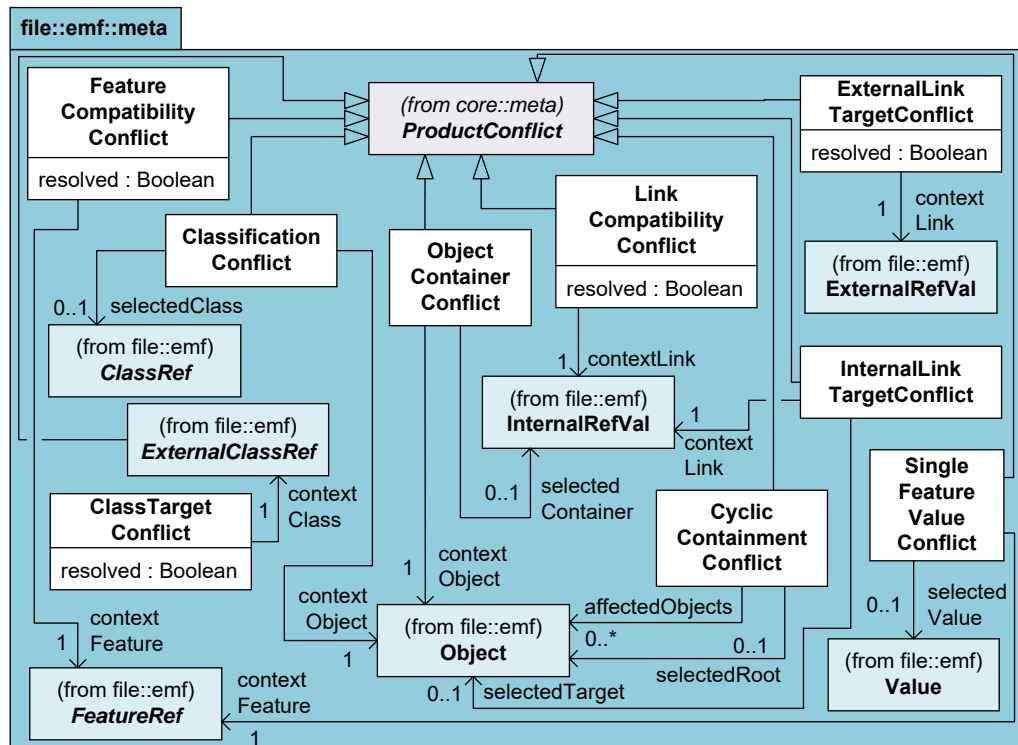 file::emf::meta
Feature
Compatibility
Conflict
resolved : Boolean
(from core::meta)
ProductConflict
ExternalLink
TargetConflict
resolved : Boolean
1
context
Link
(from file::emf)
ExternalRefVal
Classification
Conflict
0..1
selectedClass
(from file::emf)
ClassRef
Object
Container
Conflict
Link
Compatibility
Conflict
resolved : Boolean
1
contextLink
(from file::emf)
InternalRefVal
InternalLink
TargetConflict
1
context
Link
(from file::emf)
ExternalClassRef
1
context
Class
ClassTarget
Conflict
resolved : Boolean
0..1
selected
Container
Cyclic
Containment
Conflict
Single
Feature
Value
Conflict
1
context
Object
context
Object
1
affectedObjects
0..*
0..1
selectedRoot
0..1
selectedTarget
(from file::emf)
Object
0..1
selected
Value
(from file::emf)
Value
context
Feature
1
(from file::emf)
FeatureRef
context
Feature
1